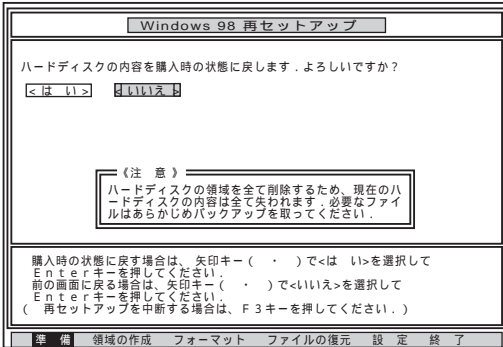 Windows 98 再セットアップ
ハードディスクの内容を購入時の状態に戻します．よろしいですか？
<は い> <いいえ>
《注 意》
ハードディスクの領域を全て削除するため、現在のハ
ードディスクの内容は全て失われます．必要なファイ
ルはあらかじめバックアップを取ってください．
購入時の状態に戻す場合は、矢印キー（ ・ ）で<は い>を選択して
Ｅｎｔｅｒキーを押してください．
前の画面に戻る場合は、矢印キー（ ・ ）で<いいえ>を選択して
Ｅｎｔｅｒキーを押してください．
（ 再セットアップを中断する場合は、Ｆ３キーを押してください．）
準 備 領域の作成 フォーマット ファイルの復元 設 定 終 了